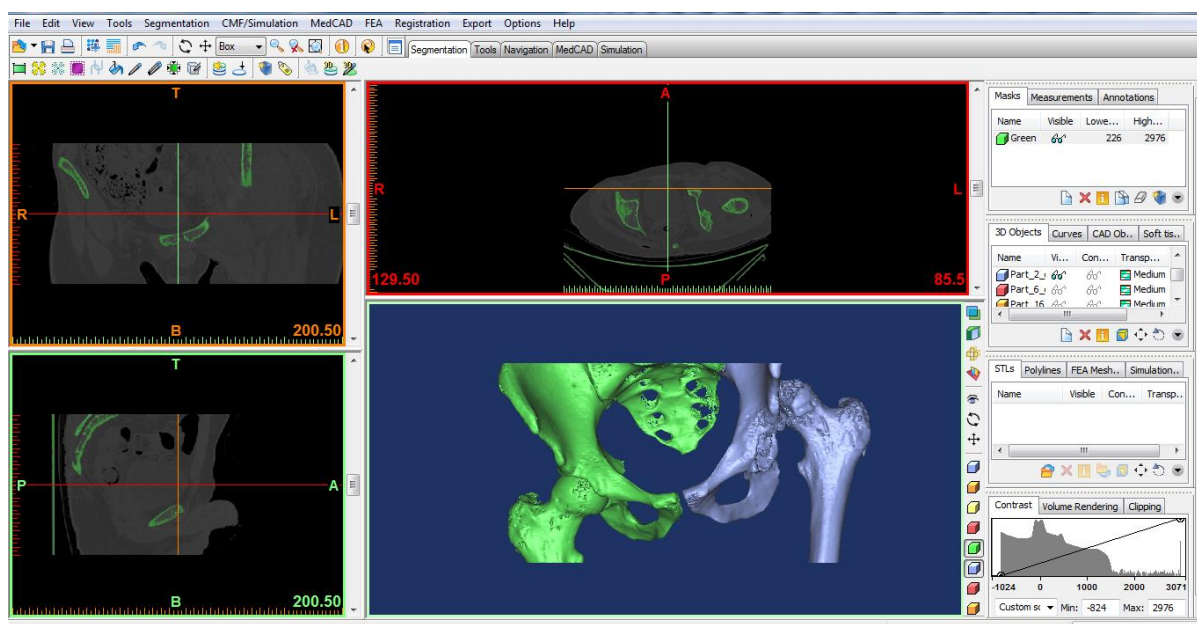 File Edit View Tools Segmentation CMF/Simulation MedCAD FEA Registration Export Options Help
Box Segmentation Tools Navigation MedCAD Simulation
3D 3D
T
R L
B 200.50
A
R L
129.50 P 85.5
T
P A
B 200.50
Masks Measurements Annotations
Name Visible Lowe... High...
Green 226 2976
3D Objects Curves CAD Ob.. Soft tis..
Name Vi... Con... Transp...
Part_2_ Medium
Part_6_ Medium
Part_16 Medium
STLs Polylines FEA Mesh.. Simulation..
Name Visible Con... Transp..
Contrast Volume Rendering Clipping
-1024 0 1000 2000 3071
Custom sc Min: -824 Max: 2976